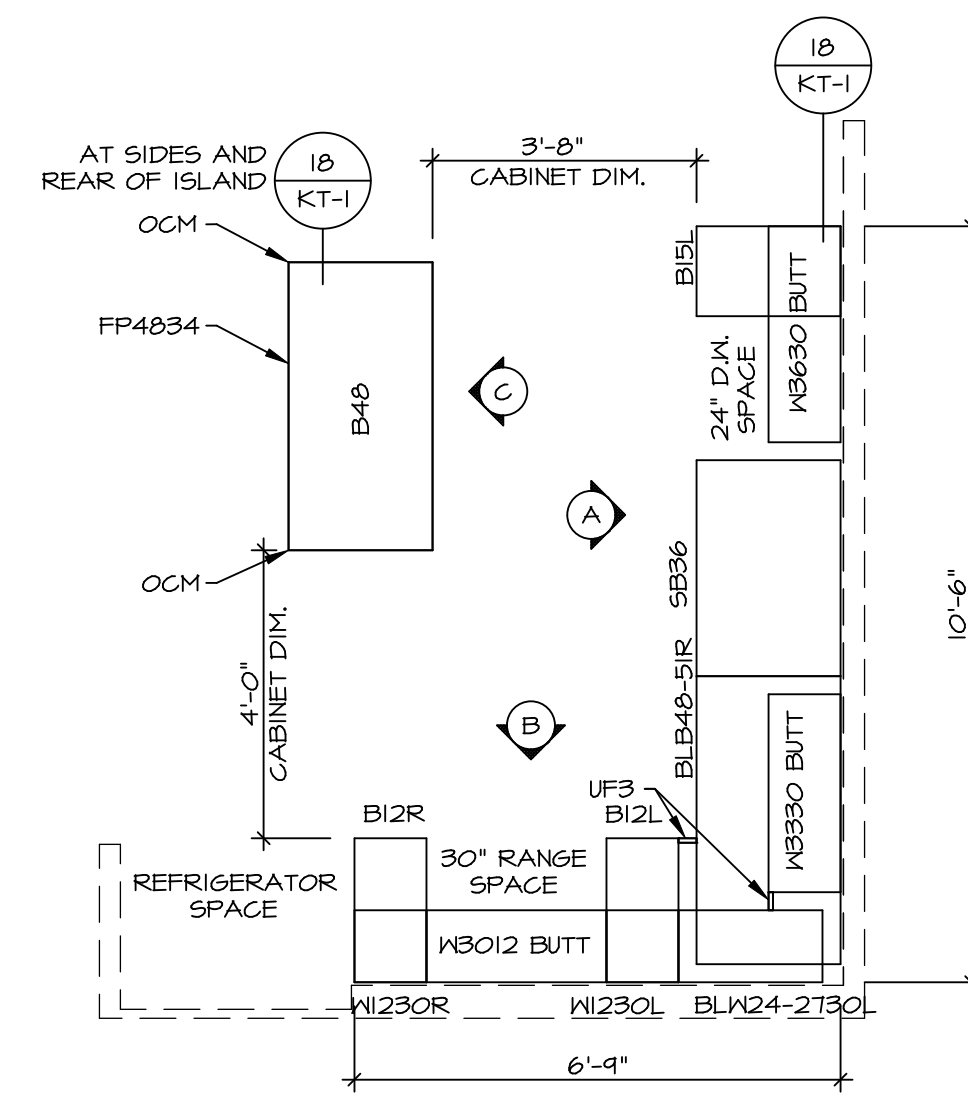 18
KT-1
AT SIDES AND
REAR OF ISLAND
18
KT-1
3'-8"
CABINET DIM.
OCM
FP4834
B48
OCM
B15L
W3630 BUTT
24" D.W.
SPACE
C
A
SB36
10'-6"
4'-0"
CABINET DIM.
B
BLB48-51R
W3330 BUTT
UF3
B12R
B12L
30" RANGE
SPACE
REFRIGERATOR
SPACE
W3012 BUTT
W1230R
W1230L
BLW24-2730L
6'-9"